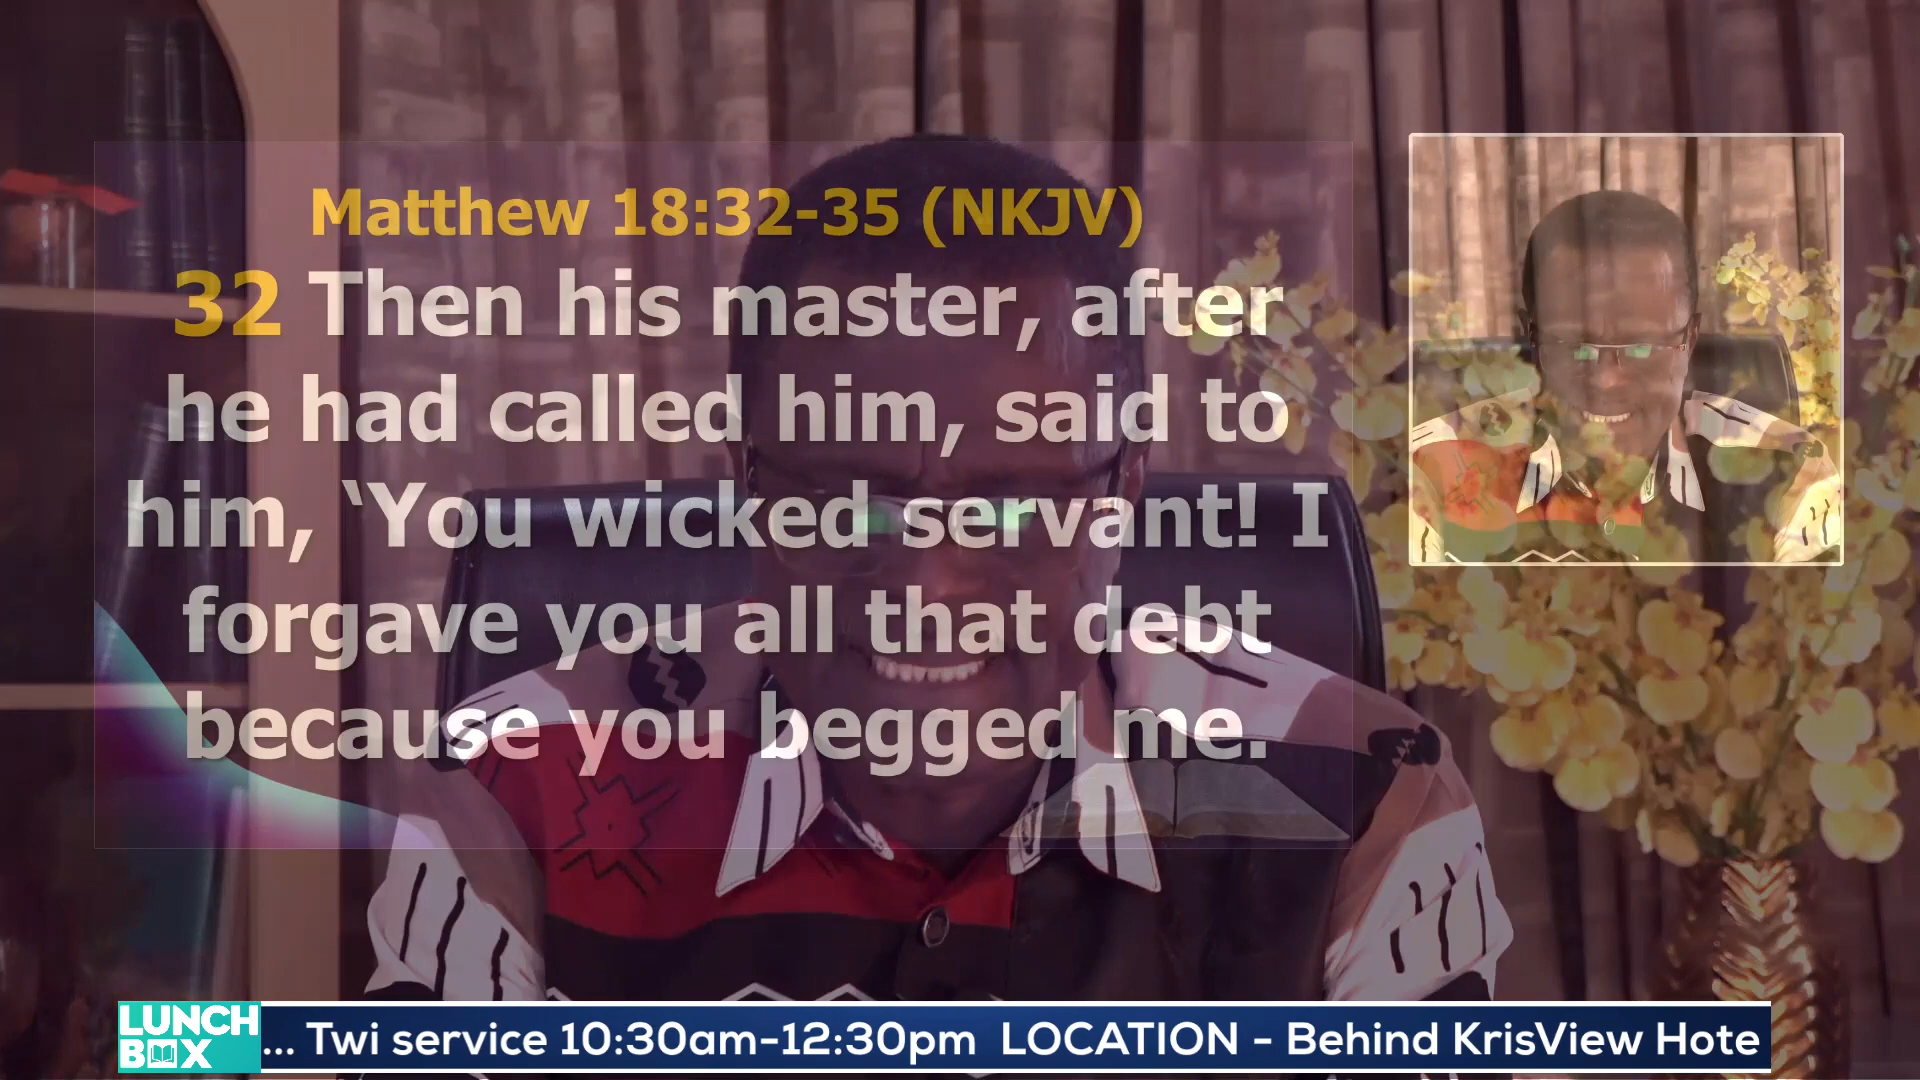 Matthew 18:32-35 (NKJV)
32 Then his master, after
he had called him, said to
him, ‘You wicked servant! I
forgave you all that debt
because you begged me.
LUNCH
BOX
... Twi service 10:30am-12:30pm LOCATION - Behind KrisView Hote